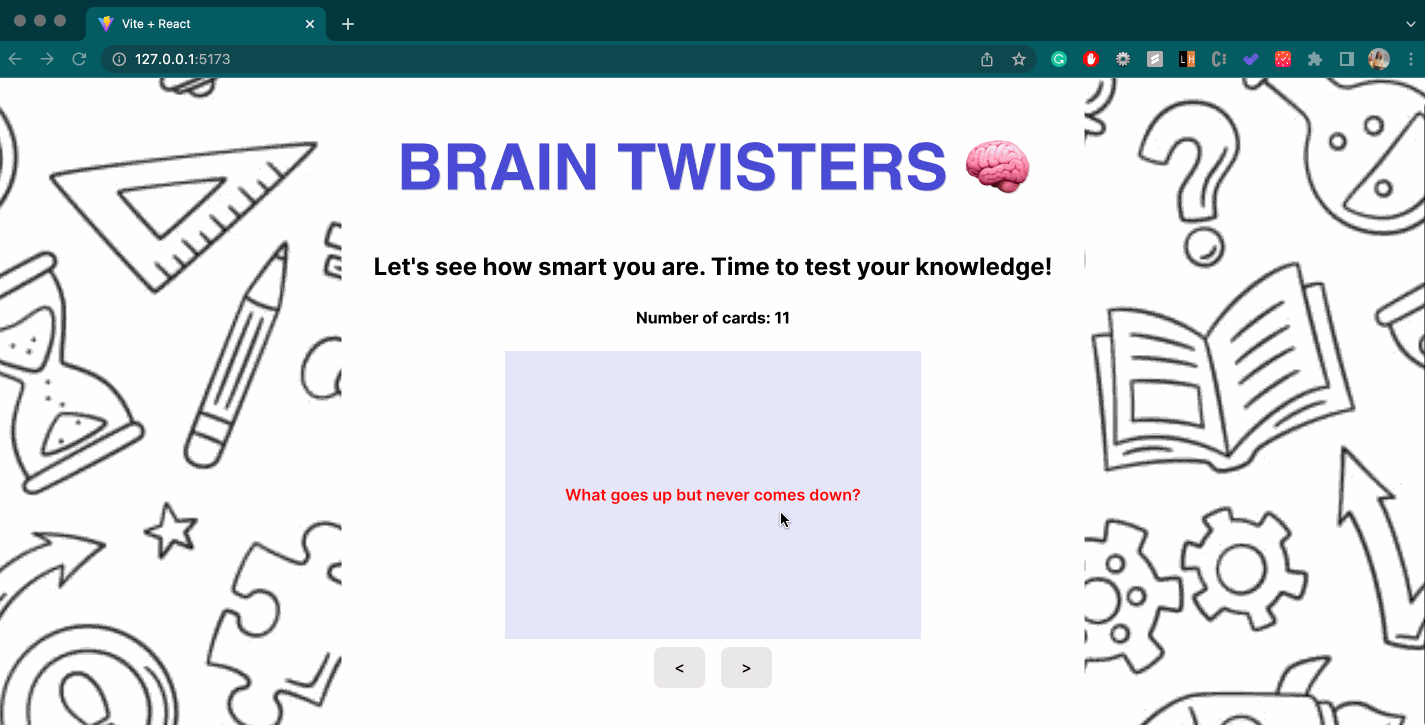 Vite + React
127.0.0.1:5173
BRAIN TWISTERS
Let's see how smart you are. Time to test your knowledge!
Number of cards: 11
What goes up but never comes down?
< >